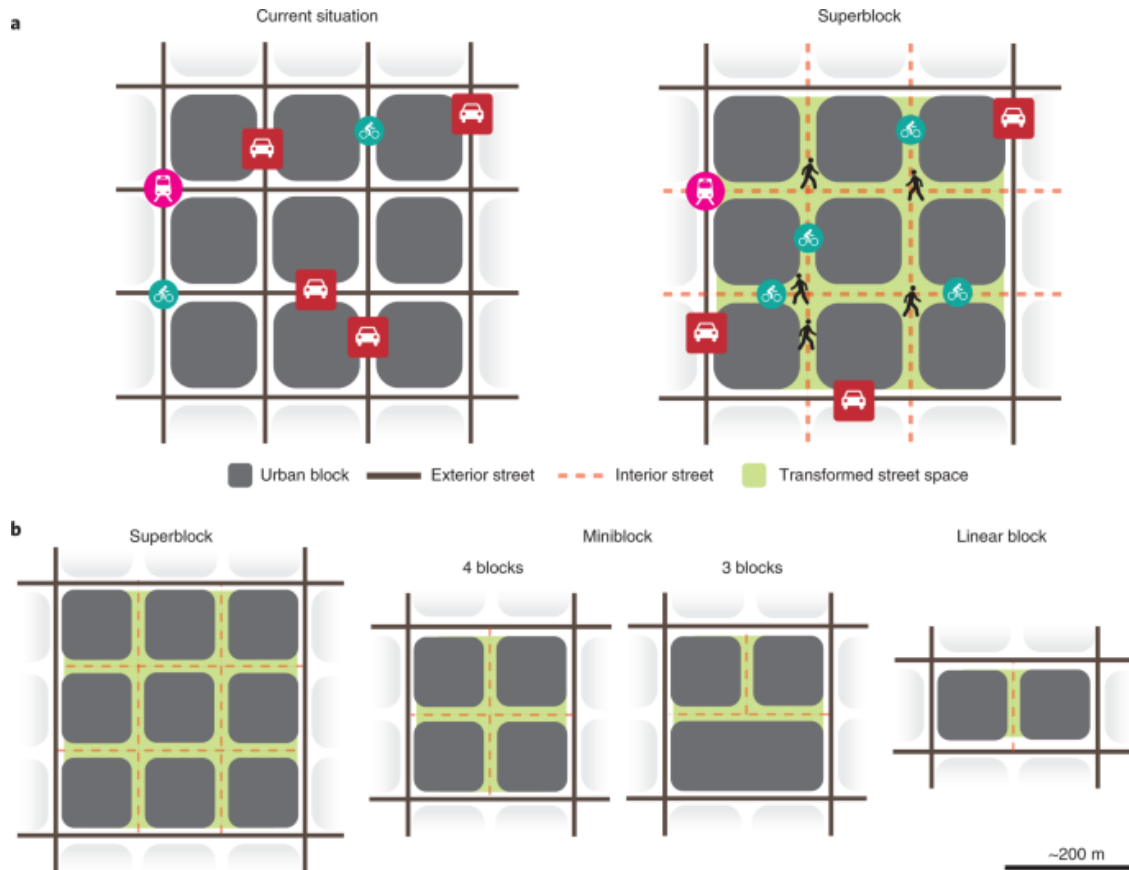 a
Current situation
Superblock
Urban block
Exterior street
Interior street
Transformed street space
b
Superblock
Miniblock
Linear block
4 blocks
3 blocks
~200 m